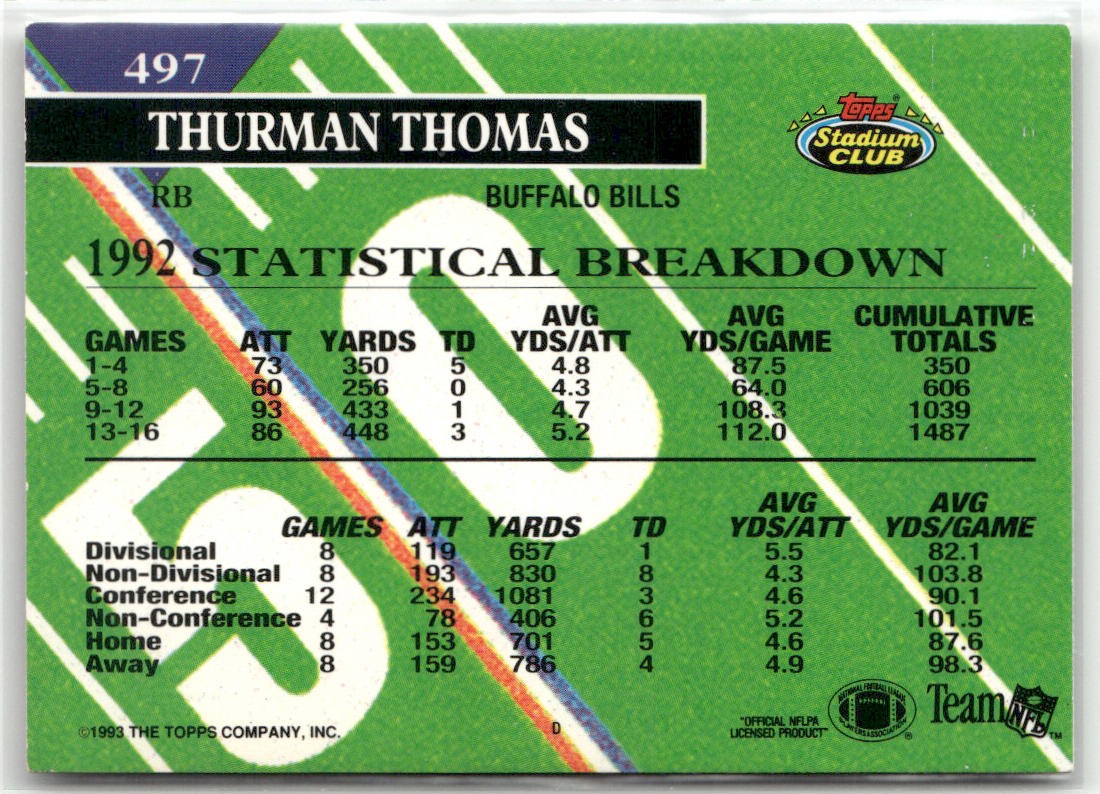 497
THURMAN THOMAS
Topps®
Stadium
CLUB
RB BUFFALO BILLS
1992 STATISTICAL BREAKDOWN
AVG AVG CUMULATIVE
GAMES ATT YARDS TD YDS/ATT YDS/GAME TOTALS
1-4 73 350 5 4.8 87.5 350
5-8 60 256 0 4.3 64.0 606
9-12 93 433 1 4.7 108.3 1039
13-16 86 448 3 5.2 112.0 1487
AVG AVG
GAMES ATT YARDS TD YDS/ATT YDS/GAME
Divisional 8 119 657 1 5.5 82.1
Non-Divisional 8 193 830 8 4.3 103.8
Conference 12 234 1081 3 4.6 90.1
Non-Conference 4 78 406 6 5.2 101.5
Home 8 153 701 5 4.6 87.6
Away 8 159 786 4 4.9 98.3
50
©1993 THE TOPPS COMPANY, INC. D
"OFFICIAL NFLPA
LICENSED PRODUCT"
NATIONAL FOOTBALL LEAGUE
PLAYERS ASSOCIATION
®
Team NFL™